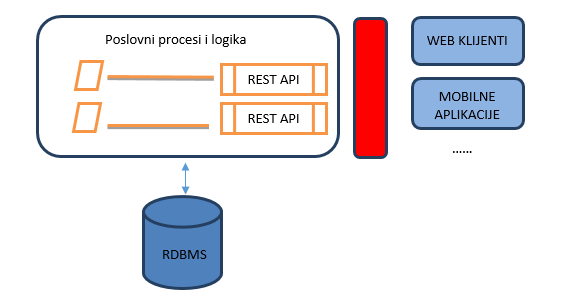 Poslovni procesi i logika
REST API
REST API
WEB KLIJENTI
MOBILNE
APLIKACIJE
......
RDBMS